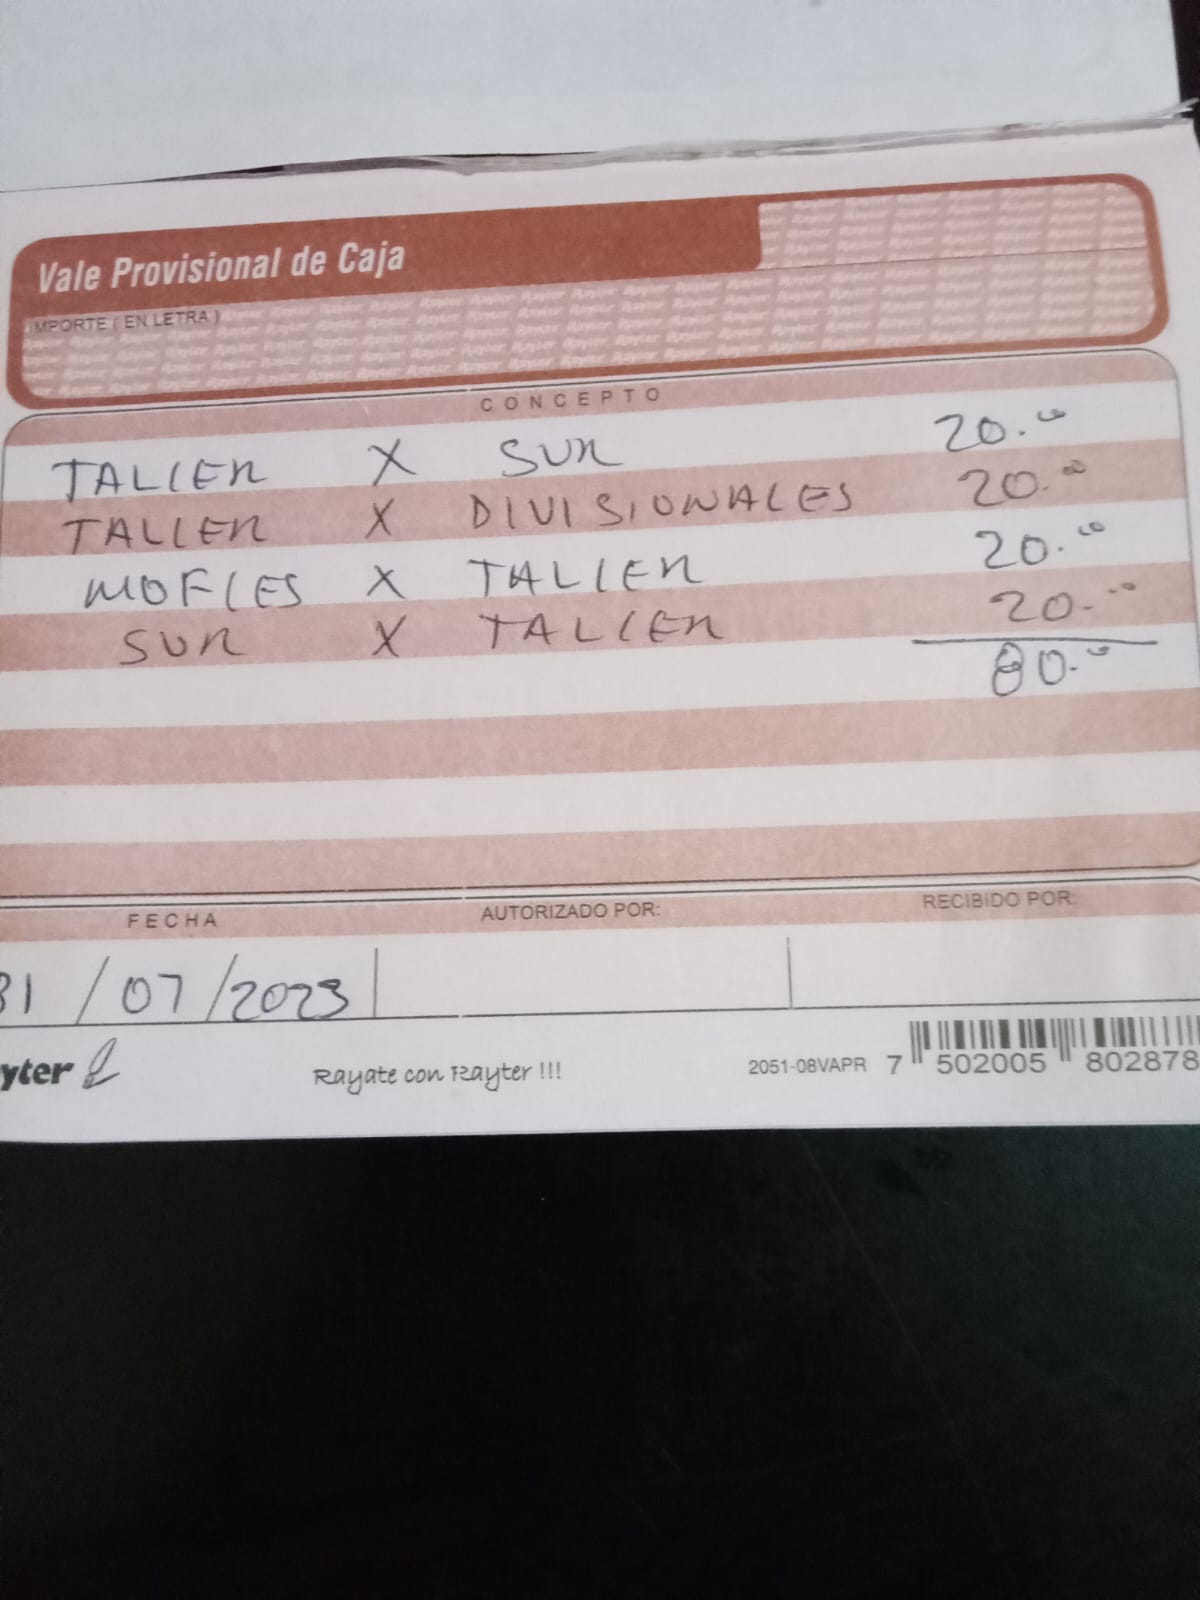 Vale Provisional de Caja
IMPORTE ( EN LETRA )
CONCEPTO
TALLER X SUR 20.00
TALLER X DIVISIONALES 20.00
MOFLES X TALLER 20.00
SUR X TALLER 20.00
80.00
FECHA AUTORIZADO POR: RECIBIDO POR:
31/07/2023
yter Rayate con Rayter !!! 2051-08VAPR 7 502005 802878